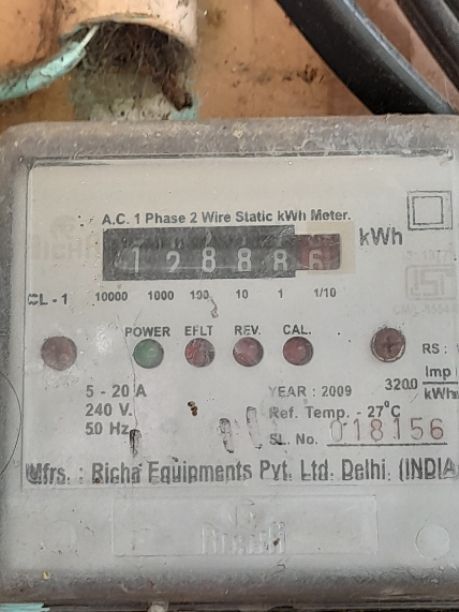 A.C. 1 Phase 2 Wire Static kWh Meter.
128886 kWh
CL - 1 10000 1000 100 10 1 1/10
POWER EFLT REV. CAL.
RS :
5 - 20 A
240 V.
50 Hz
YEAR : 2009
3200 Imp
kWh
Ref. Temp. - 27°C
SL. No. 018156
Mfrs. : Richa Equipments Pvt. Ltd. Delhi. (INDIA